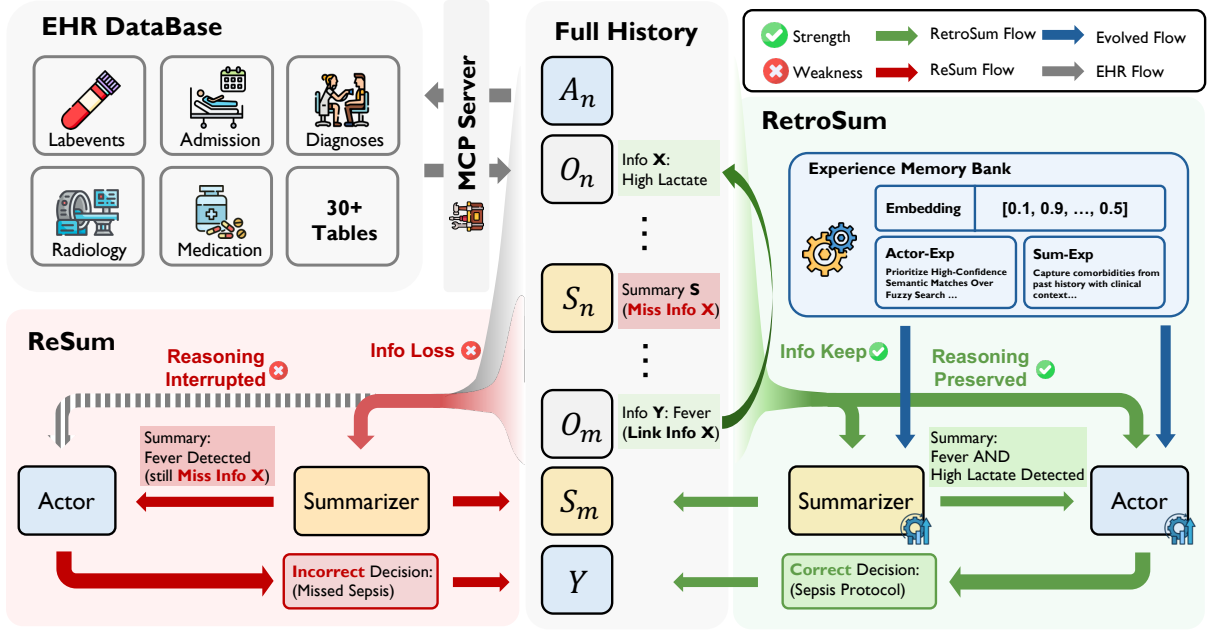 EHR DataBase
Labevents
Admission
Diagnoses
Radiology
Medication
30+
Tables
MCP Server
Full History
A_n
O_n
Info X:
High Lactate
⋮
S_n
Summary S
(Miss Info X)
⋮
O_m
Info Y: Fever
(Link Info X)
S_m
Y
Strength
RetroSum Flow
Evolved Flow
Weakness
ReSum Flow
EHR Flow
ReSum
Reasoning
Interrupted
Info Loss
Summary:
Fever Detected
(still Miss Info X)
Actor
Summarizer
Incorrect Decision:
(Missed Sepsis)
RetroSum
Experience Memory Bank
Embedding
[0.1, 0.9, ..., 0.5]
Actor-Exp
Prioritize High-Confidence
Semantic Matches Over
Fuzzy Search ...
Sum-Exp
Capture comorbidities from
past history with clinical
context...
Info Keep
Reasoning
Preserved
Summary:
Fever AND
High Lactate Detected
Summarizer
Actor
Correct Decision:
(Sepsis Protocol)